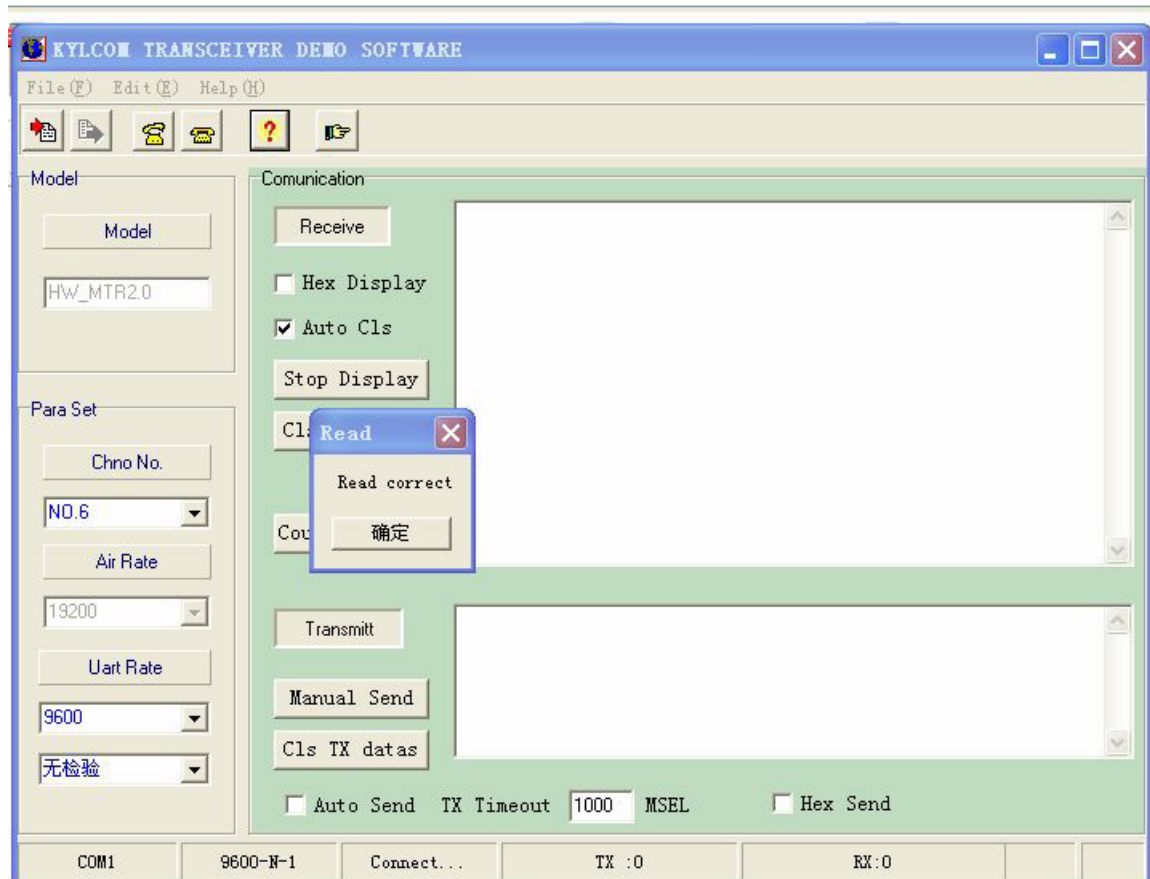 KYLCOM TRANSCEIVER DEMO SOFTWARE
File(F) Edit(E) Help(H)
?
Model
Model
HW_MTR2.0
Para Set
Chno No.
NO.6
Air Rate
19200
Uart Rate
9600
无检验
Comunication
Receive
Hex Display
Auto Cls
Stop Display
Read
Read correct
确定
Transmitt
Manual Send
Cls TX datas
Auto Send TX Timeout 1000 MSEL Hex Send
COM1 9600-N-1 Connect... TX :0 RX:0